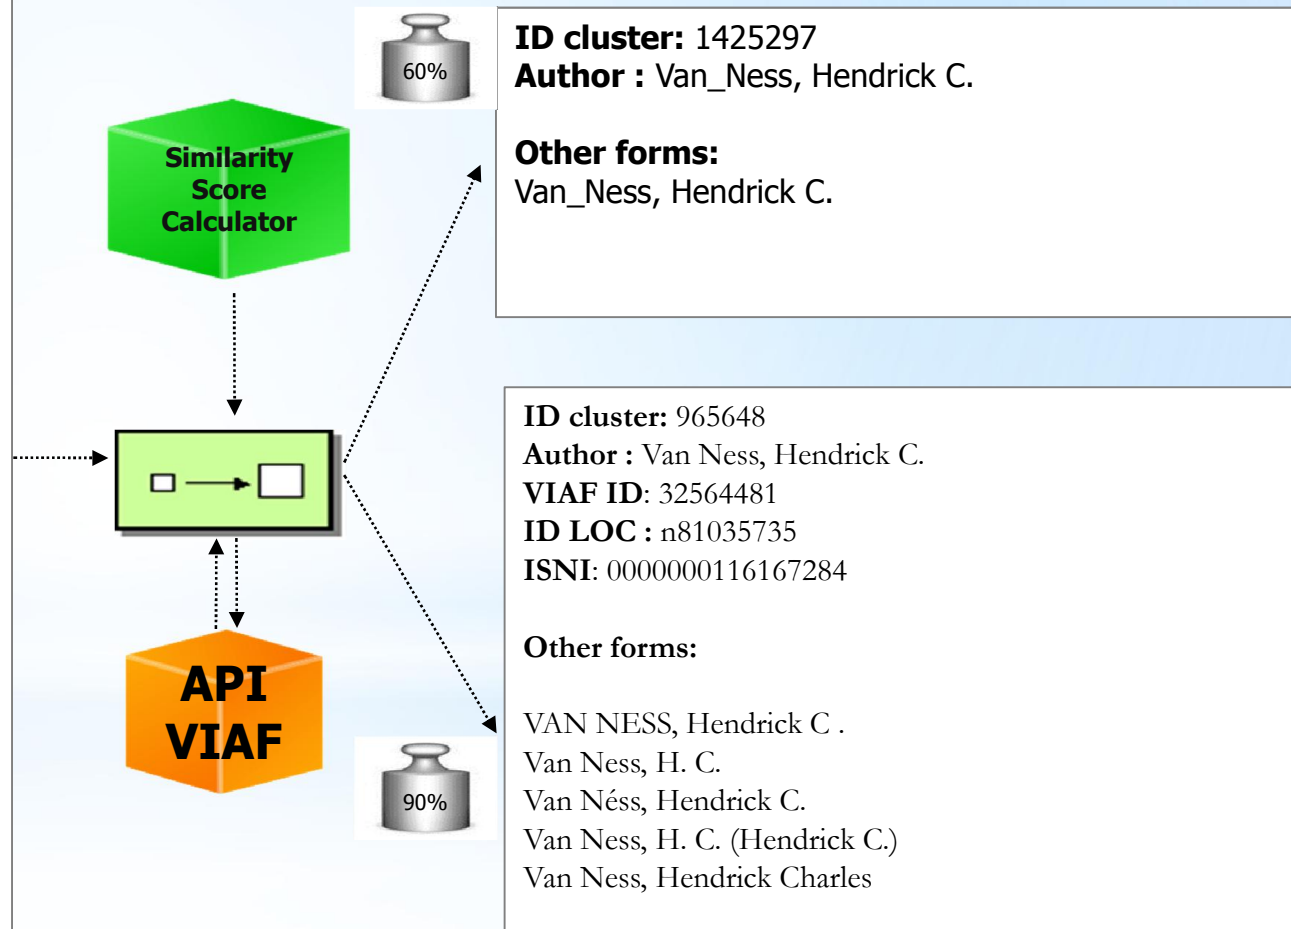 60%
ID cluster: 1425297
Author : Van_Ness, Hendrick C.
Other forms:
Van_Ness, Hendrick C.
Similarity
Score
Calculator
ID cluster: 965648
Author : Van Ness, Hendrick C.
VIAF ID: 32564481
ID LOC : n81035735
ISNI: 0000000116167284
Other forms:
VAN NESS, Hendrick C .
Van Ness, H. C.
Van Néss, Hendrick C.
Van Ness, H. C. (Hendrick C.)
Van Ness, Hendrick Charles
API
VIAF
90%